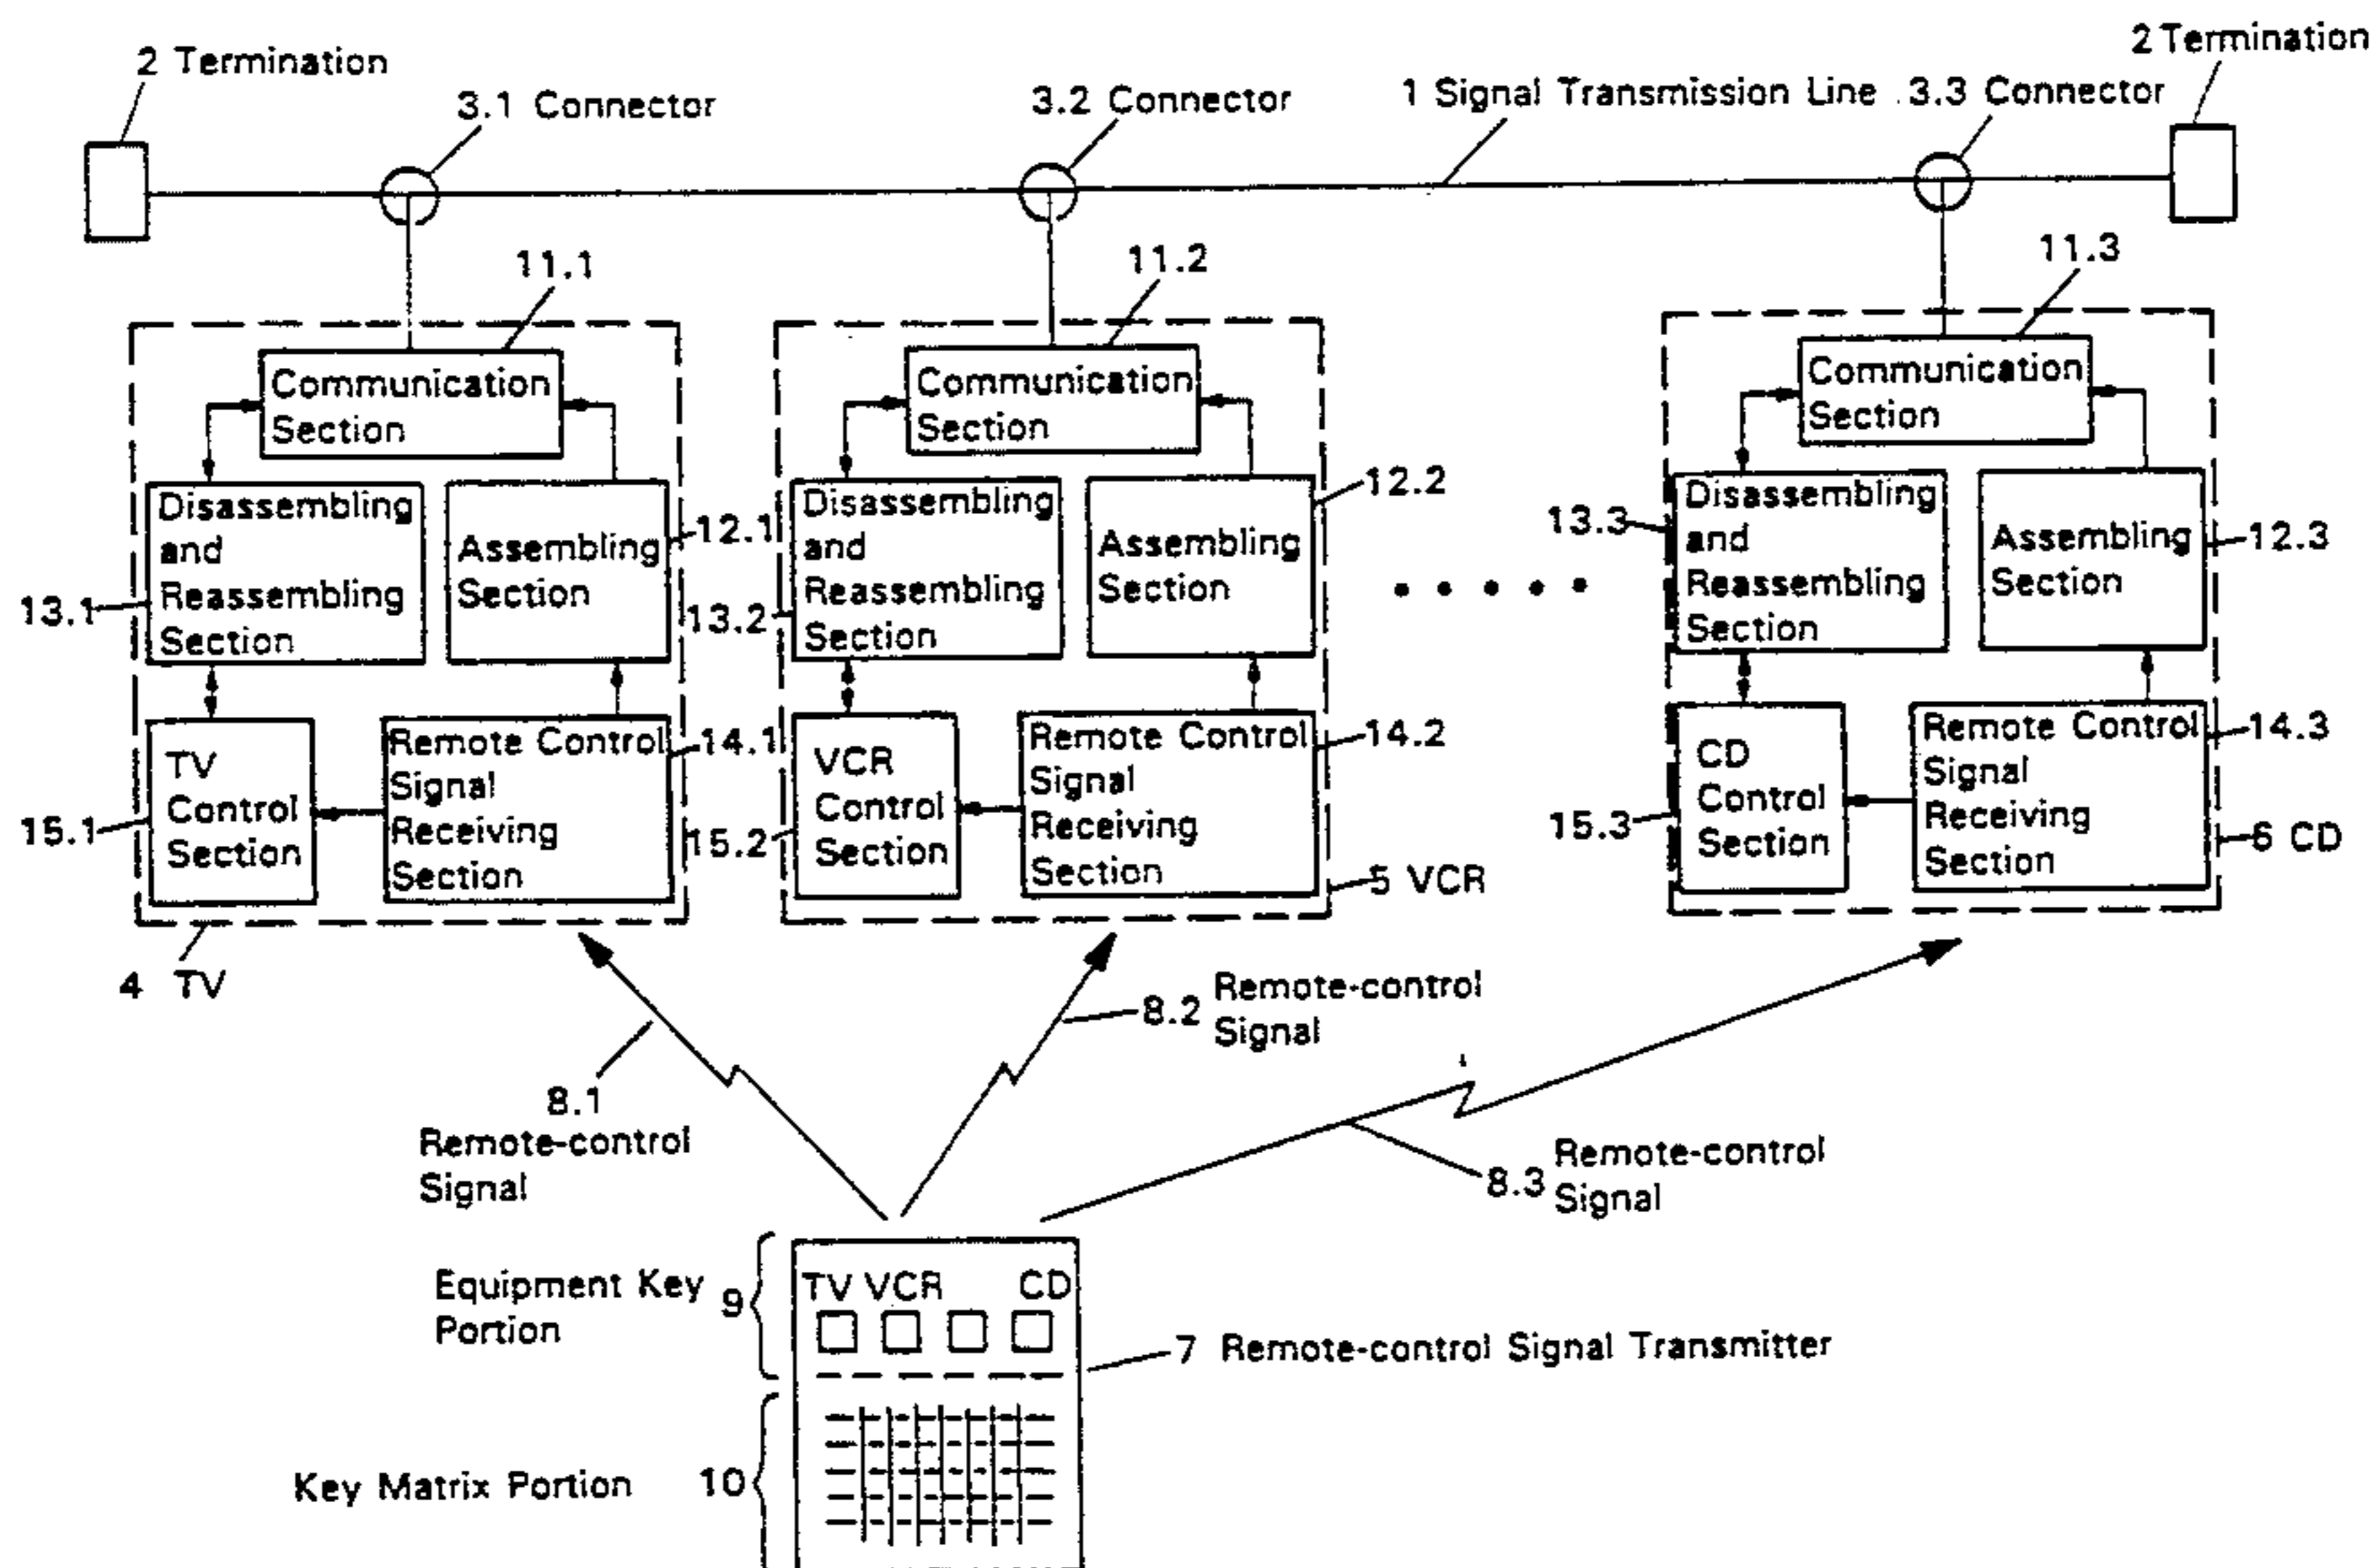 2 Termination
3.1 Connector
3.2 Connector
1 Signal Transmission Line
3.3 Connector
2 Termination
11.1
11.2
11.3
Communication
Section
Communication
Section
Communication
Section
Disassembling
and
Reassembling
Section
13.1
Assembling
Section
12.1
Disassembling
and
Reassembling
Section
13.2
Assembling
Section
12.2
13.3
Disassembling
and
Reassembling
Section
Assembling
Section
12.3
TV
Control
Section
15.1
Remote Control
Signal
Receiving
Section
14.1
VCR
Control
Section
15.2
Remote Control
Signal
Receiving
Section
14.2
CD
Control
Section
15.3
Remote Control
Signal
Receiving
Section
14.3
4 TV
5 VCR
6 CD
8.1
Remote-control
Signal
8.2
Remote-control
Signal
8.3
Remote-control
Signal
Equipment Key
Portion
9
TV VCR CD
7 Remote-control Signal Transmitter
Key Matrix Portion
10